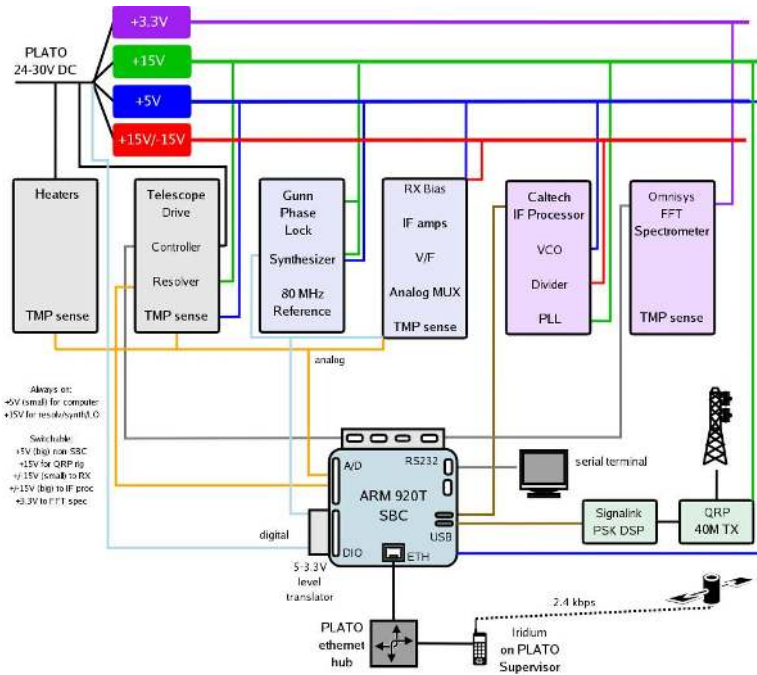 PLATO
24-30V DC
+3.3V
+15V
+5V
+15V/-15V
Heaters
TMP sense
Telescope
Drive
Controller
Resolver
TMP sense
Gunn
Phase
Lock
Synthesizer
80 MHz
Reference
RX Bias
IF amps
V/F
Analog MUX
TMP sense
Caltech
IF Processor
VCO
Divider
PLL
Omnisys
FFT
Spectrometer
TMP sense
analog
Always on:
+5V (small) for computer
+15V for resolv/synth/LO
Switchable:
+5V (big) non-SBC
+15V for QRP rig
+/-15V (small) to RX
+/-15V (big) to IF proc
+3.3V to FFT spec
A/D
RS232
ARM 920T
SBC
USB
DIO
ETH
digital
5-3.3V
level
translator
serial terminal
Signalink
PSK DSP
QRP
40M TX
2.4 kbps
PLATO
ethernet
hub
Iridium
on PLATO
Supervisor